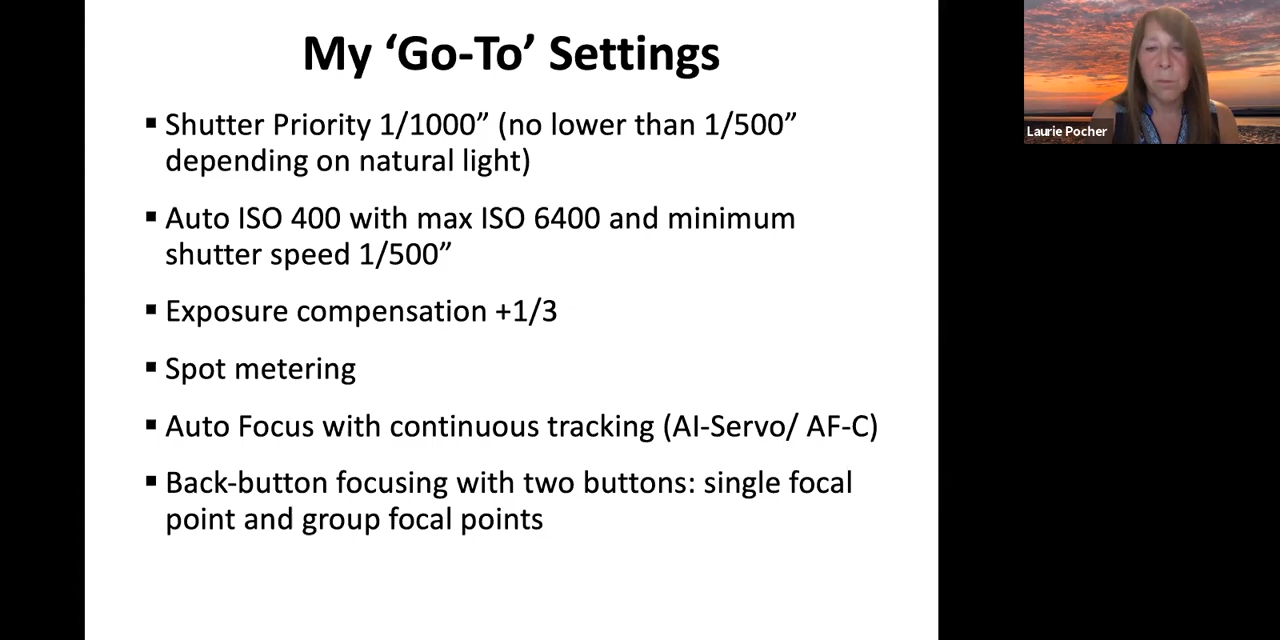 My ‘Go-To’ Settings
▪ Shutter Priority 1/1000” (no lower than 1/500”
depending on natural light)
▪ Auto ISO 400 with max ISO 6400 and minimum
shutter speed 1/500”
▪ Exposure compensation +1/3
▪ Spot metering
▪ Auto Focus with continuous tracking (AI-Servo/ AF-C)
▪ Back-button focusing with two buttons: single focal
point and group focal points
Laurie Pocher